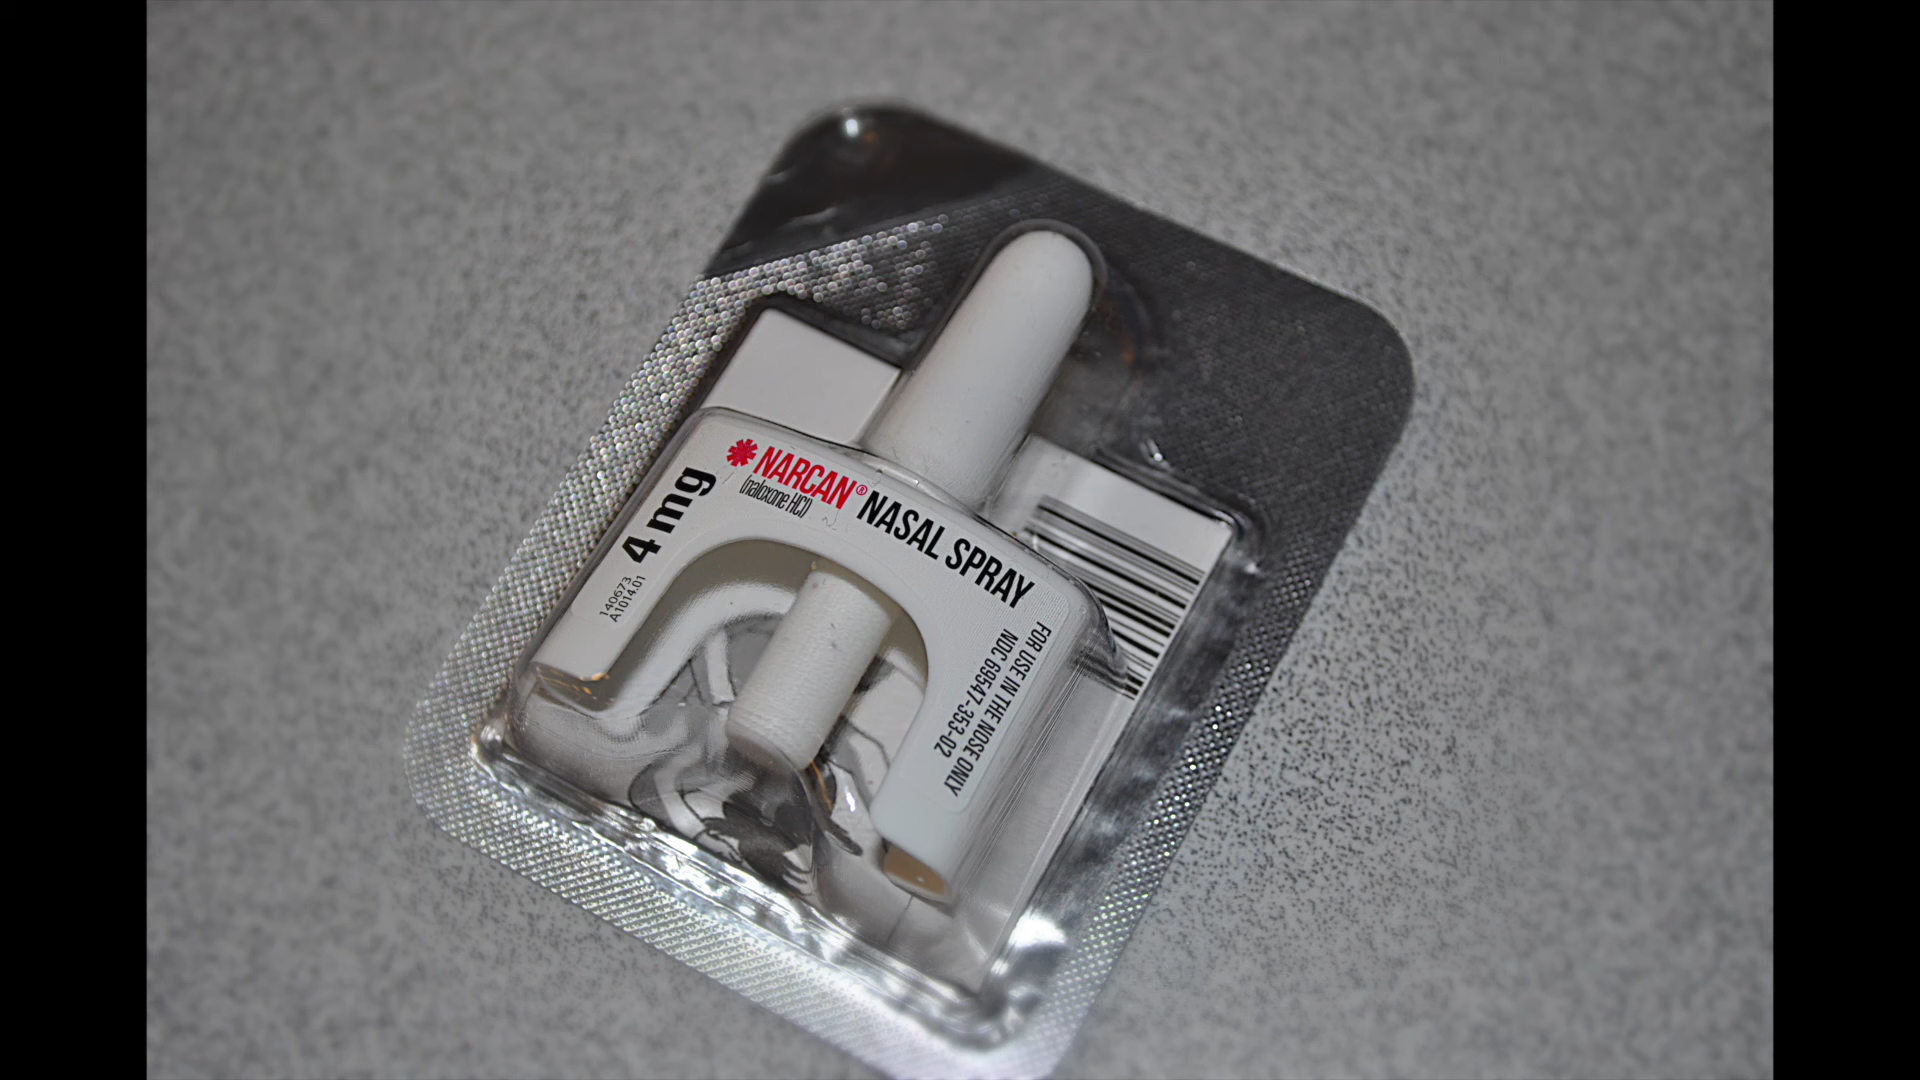 NARCAN® NASAL SPRAY
(naloxone HCl)
4 mg
140673
A1014.01
FOR USE IN THE NOSE ONLY
NDC 69547-353-02